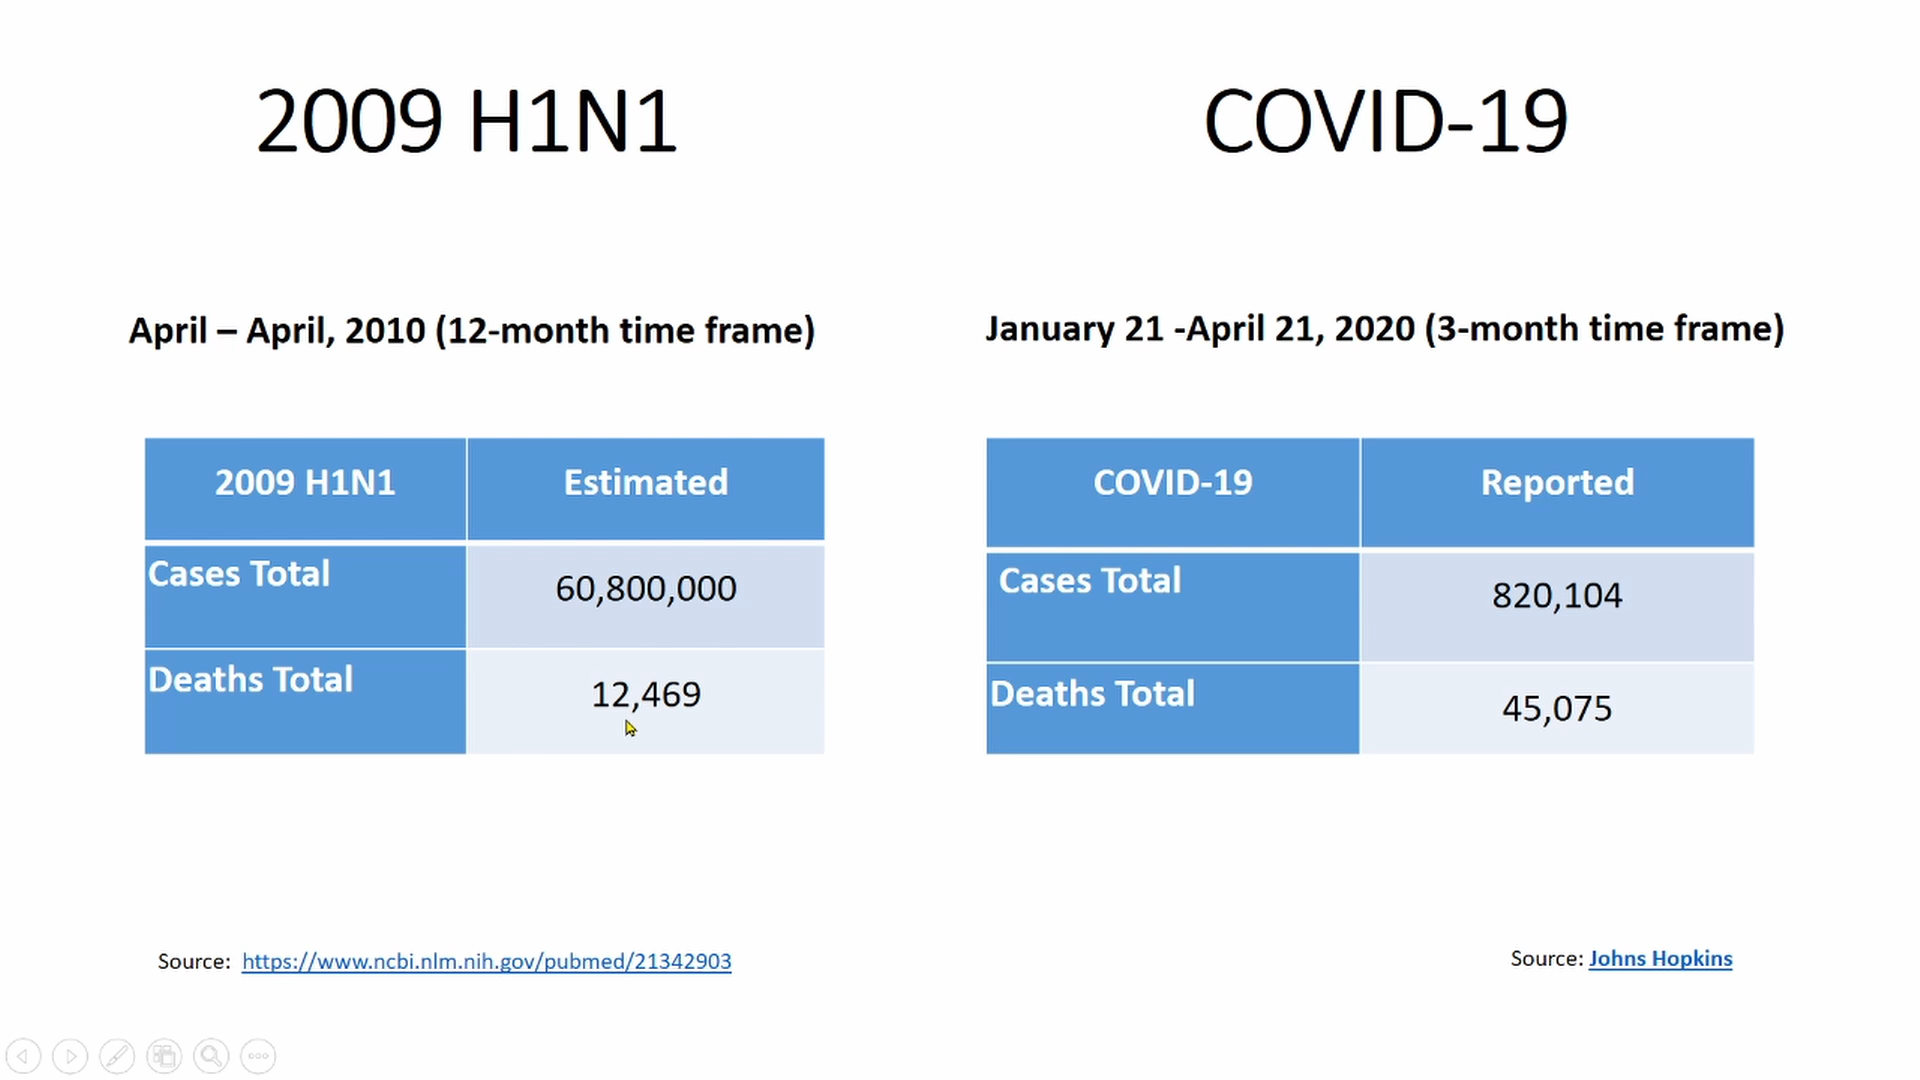 2009 H1N1
COVID-19
April – April, 2010 (12-month time frame)
January 21 -April 21, 2020 (3-month time frame)
2009 H1N1 Estimated
Cases Total 60,800,000
Deaths Total 12,469
COVID-19 Reported
Cases Total 820,104
Deaths Total 45,075
Source: https://www.ncbi.nlm.nih.gov/pubmed/21342903
Source: Johns Hopkins